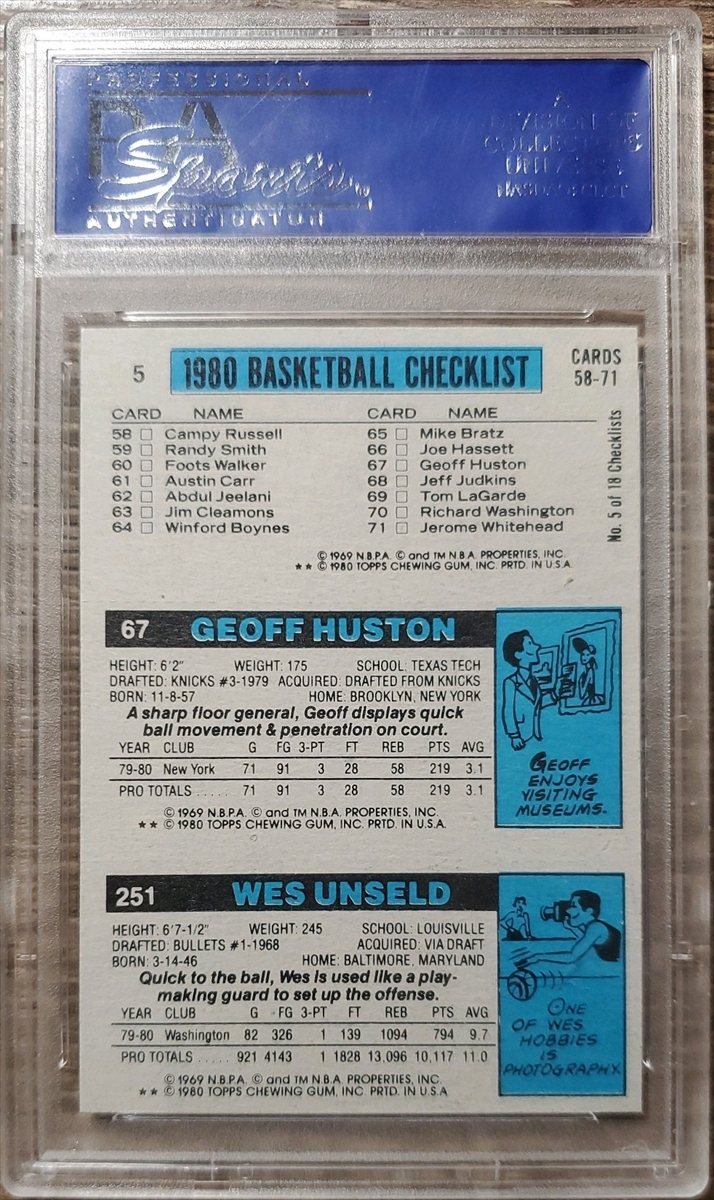 PROFESSIONAL
PSA
Sports
AUTHENTICATOR
A
DIVISION OF
COLLECTORS
UNIVERSE
NASDAQ: CLCT
5
1980 BASKETBALL CHECKLIST
CARDS
58-71
CARD NAME CARD NAME
58 Campy Russell 65 Mike Bratz
59 Randy Smith 66 Joe Hassett
60 Foots Walker 67 Geoff Huston
61 Austin Carr 68 Jeff Judkins
62 Abdul Jeelani 69 Tom LaGarde
63 Jim Cleamons 70 Richard Washington
64 Winford Boynes 71 Jerome Whitehead
No. 5 of 18 Checklists
© 1969 N.B.P.A. © and TM N.B.A. PROPERTIES, INC.
** © 1980 TOPPS CHEWING GUM, INC. PRTD. IN U.S.A.
67 GEOFF HUSTON
HEIGHT: 6'2" WEIGHT: 175 SCHOOL: TEXAS TECH
DRAFTED: KNICKS #3-1979 ACQUIRED: DRAFTED FROM KNICKS
BORN: 11-8-57 HOME: BROOKLYN, NEW YORK
A sharp floor general, Geoff displays quick
ball movement & penetration on court.
YEAR CLUB G FG 3-PT FT REB PTS AVG
79-80 New York 71 91 3 28 58 219 3.1
PRO TOTALS ..... 71 91 3 28 58 219 3.1
© 1969 N.B.P.A. © and TM N.B.A. PROPERTIES, INC.
** © 1980 TOPPS CHEWING GUM, INC. PRTD. IN U.S.A.
GEOFF
ENJOYS
VISITING
MUSEUMS.
251 WES UNSELD
HEIGHT: 6'7-1/2" WEIGHT: 245 SCHOOL: LOUISVILLE
DRAFTED: BULLETS #1-1968 ACQUIRED: VIA DRAFT
BORN: 3-14-46 HOME: BALTIMORE, MARYLAND
Quick to the ball, Wes is used like a play-
making guard to set up the offense.
YEAR CLUB G FG 3-PT FT REB PTS AVG
79-80 Washington 82 326 1 139 1094 794 9.7
PRO TOTALS ..... 921 4143 1 1828 13,096 10,117 11.0
© 1969 N.B.P.A. © and TM N.B.A. PROPERTIES, INC.
** © 1980 TOPPS CHEWING GUM, INC. PRTD. IN U.S.A
ONE
OF WES
HOBBIES
IS
PHOTOGRAPHY